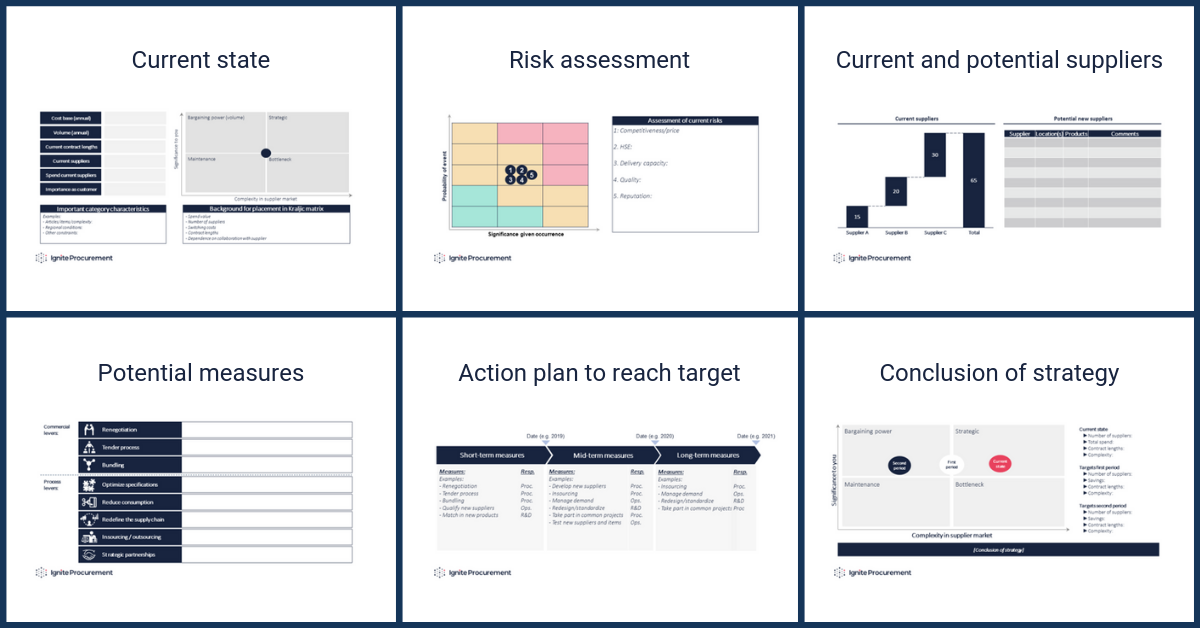 Current state
Cost base (annual)
Volume (annual)
Current contract lengths
Current suppliers
Spend current suppliers
Importance as customer
Bargaining power (volume)
Strategic
Maintenance
Bottleneck
Significance to you
Complexity in supplier market
Important category characteristics
Examples:
- Articles/items/complexity
- Regional conditions
- Other constraints
Background for placement in Kraljic matrix
- Spend value
- Number of suppliers
- Switching costs
- Contract lengths
- Dependence on collaboration with supplier
Ignite Procurement
Risk assessment
Probability of event
1
2
3
4
5
Significance given occurrence
Assessment of current risks
1: Competitiveness/price
2. HSE:
3. Delivery capacity:
4. Quality:
5. Reputation:
Ignite Procurement
Current and potential suppliers
Current suppliers
15
20
30
65
Supplier A
Supplier B
Supplier C
Total
Potential new suppliers
Supplier
Location(s)
Products
Comments
Ignite Procurement
Potential measures
Commercial
levers:
Renegotiation
Tender process
Bundling
Process
levers:
Optimize specifications
Reduce consumption
Redefine the supply chain
Insourcing / outsourcing
Strategic partnerships
Ignite Procurement
Action plan to reach target
Date (e.g. 2019)
Date (e.g. 2020)
Date (e.g. 2021)
Short-term measures
Mid-term measures
Long-term measures
Measures: Resp.
Examples:
- Renegotiation Proc.
- Tender process Proc.
- Bundling Proc.
- Qualify new suppliers Ops.
- Match in new products R&D
Measures: Resp.
Examples:
- Develop new suppliers Proc.
- Insourcing Proc.
- Manage demand Ops.
- Redesign/standardize R&D
- Take part in common projects Proc.
- Test new suppliers and items Ops.
Measures: Resp.
Examples:
- Insourcing Proc.
- Manage demand Ops.
- Redesign/standardize R&D
- Take part in common projects Proc
Ignite Procurement
Conclusion of strategy
Bargaining power
Strategic
Second
period
First
period
Current
state
Maintenance
Bottleneck
Significance to you
Complexity in supplier market
Current state
Number of suppliers:
Total spend:
Contract lengths:
Complexity:
Targets first period
Number of suppliers:
Savings:
Contract lengths:
Complexity:
Targets second period
Number of suppliers:
Savings:
Contract lengths:
Complexity:
[Conclusion of strategy]
Ignite Procurement